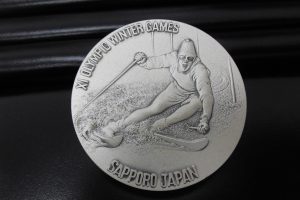 XI OLYMPIC WINTER GAMES
SAPPORO JAPAN